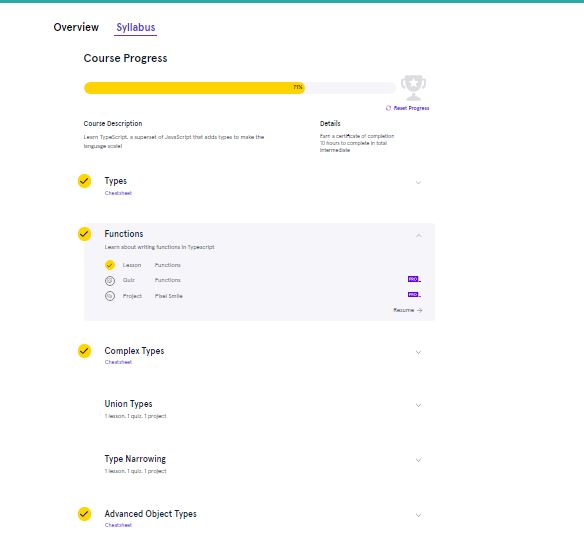 Overview Syllabus
Course Progress
71%
Reset Progress
Course Description
Learn TypeScript, a superset of JavaScript that adds types to make the
language scale!
Details
Earn a certificate of completion
10 hours to complete in total
Intermediate
Types
Cheatsheet
Functions
Learn about writing functions in Typescript
Lesson Functions
Quiz Functions PRO
Project Pixel Smile PRO
Resume
Complex Types
Cheatsheet
Union Types
1 lesson, 1 quiz, 1 project
Type Narrowing
1 lesson, 1 quiz, 1 project
Advanced Object Types
Cheatsheet